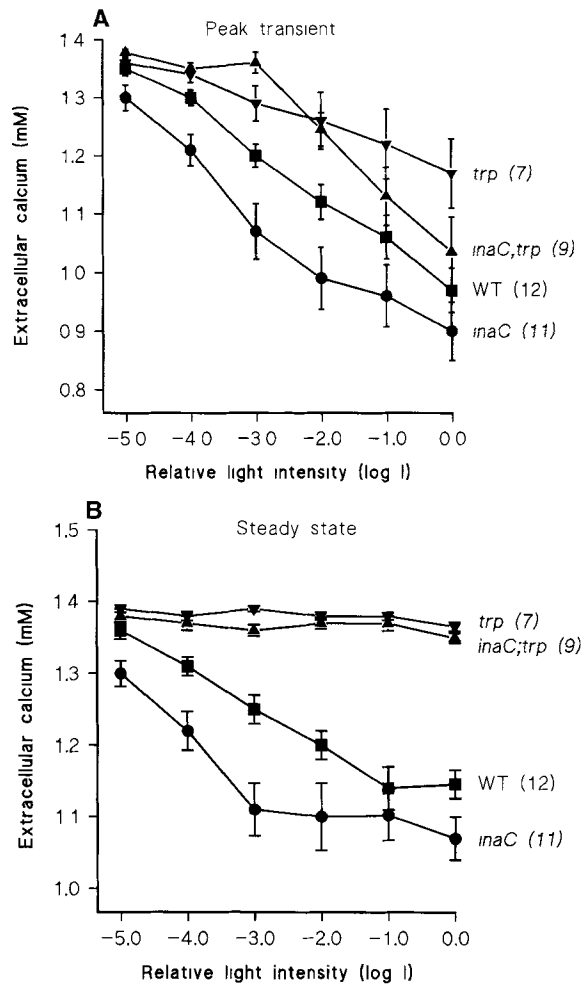 A
Peak transient
1 4
1.3
1.2
1 1
1 0
0 9
0.8
Extracellular calcium (mM)
trp (7)
inaC,trp (9)
WT (12)
inaC (11)
-5.0 -4.0 -3.0 -2.0 -1.0 0.0
Relative light intensity (log I)
B
Steady state
1.5
1 4
1.3
1.2
1.1
1.0
Extracellular calcium (mM)
trp (7)
inaC;trp (9)
WT (12)
inaC (11)
-5.0 -4.0 -3.0 -2.0 -1.0 0.0
Relative light intensity (log I)